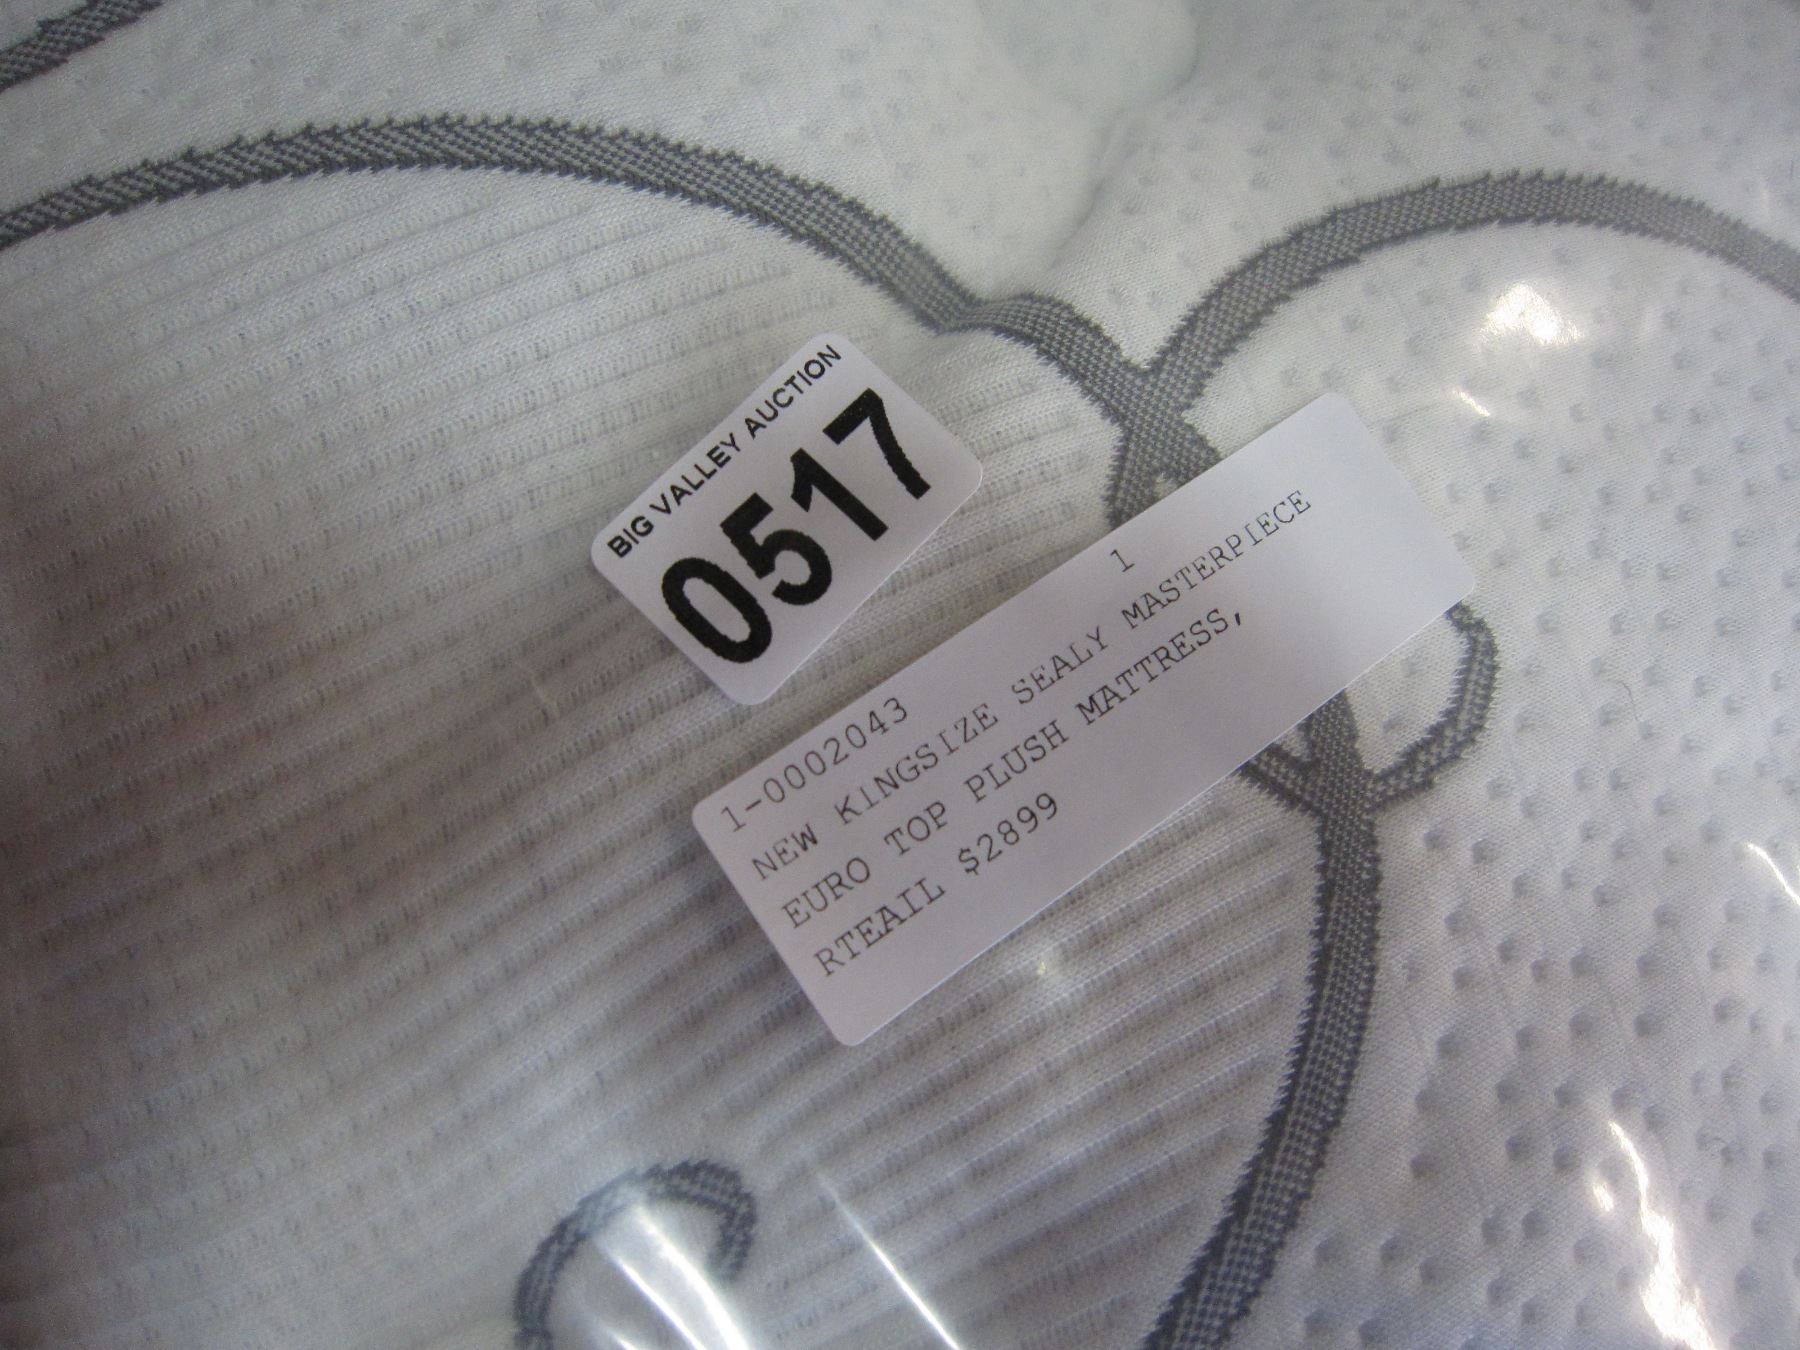 BIG VALLEY AUCTION
0517
1-0002043 1
NEW KINGSIZE SEALY MASTERPIECE
EURO TOP PLUSH MATTRESS,
RTEAIL $2899